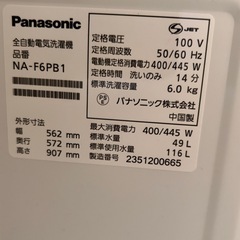 Panasonic
全自動電気洗濯機
品番
NA-F6PB1
JET
定格電圧 100 V
定格周波数 50/60 Hz
電動機定格消費電力 400/445 W
定格時間 洗いのみ 14 分
標準洗濯容量 6.0 kg
パナソニック株式会社
中国製
外形寸法
幅 562 mm
奥行 572 mm
高さ 907 mm
最大消費電力 400/445 W
標準水量 49 L
標準使用水量 116 L
製造番号 2351200665